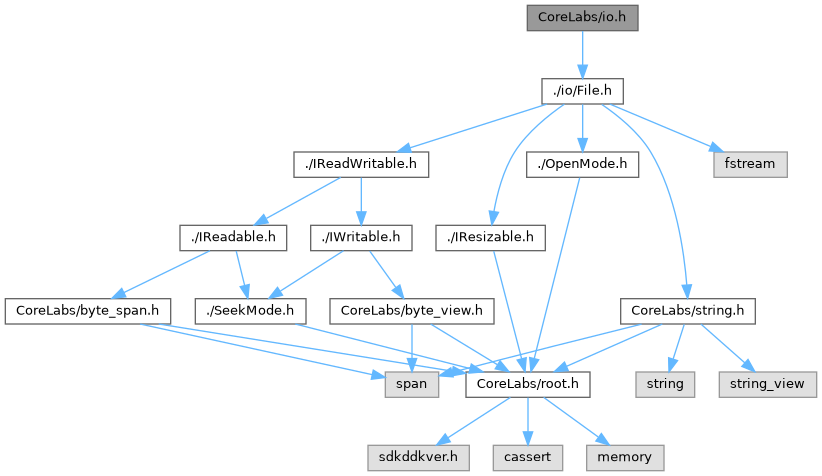 CoreLabs/io.h
./io/File.h
./IReadWritable.h
./OpenMode.h
fstream
./IReadable.h
./IWritable.h
./IResizable.h
CoreLabs/byte_span.h
./SeekMode.h
CoreLabs/byte_view.h
CoreLabs/string.h
span
CoreLabs/root.h
string
string_view
sdkddkver.h
cassert
memory